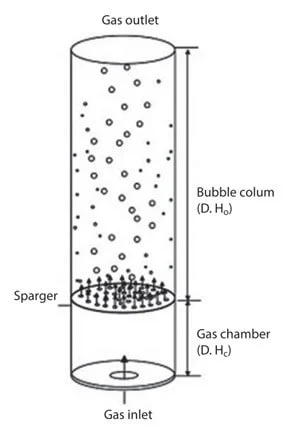 Gas outlet
Bubble colum
(D. H₀)
Sparger
Gas chamber
(D. H꜀)
Gas inlet